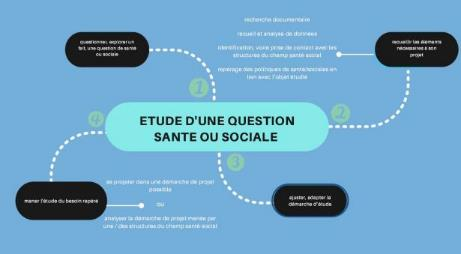 questionner, explorer un
fait, une question de santé
ou sociale
1
recherche documentaire
recueil et analyse de données
identification, voire prise de contact avec les
structures du champ santé social
repérage des politiques de santé/sociales en
lien avec l'objet étudié
recueillir les éléments
nécessaires à son
projet
2
ETUDE D'UNE QUESTION
SANTE OU SOCIALE
3
ajuster, adapter la
démarche d'étude
4
mener l'étude du besoin repéré
se projeter dans une démarche de projet
possible
ou
analyser la démarche de projet menée par
une / des structures du champ santé social